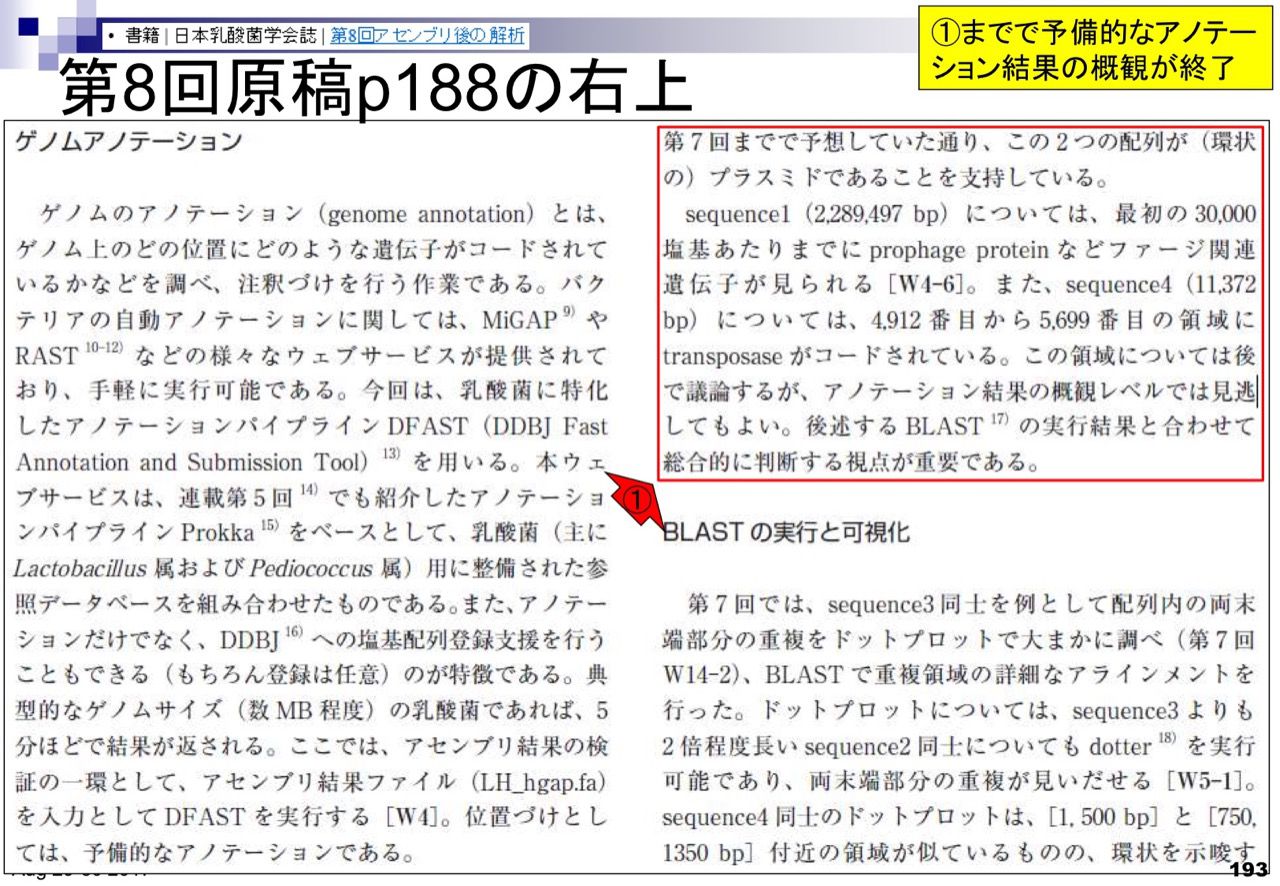 • 書籍 | 日本乳酸菌学会誌 | 第8回アセンブリ後の解析
第8回原稿p188の右上
①までで予備的なアノテー
ション結果の概観が終了
ゲノムアノテーション
ゲノムのアノテーション（genome annotation）とは、
ゲノム上のどの位置にどのような遺伝子がコードされて
いるかなどを調べ、注釈づけを行う作業である。バク
テリアの自動アノテーションに関しては、MiGAP 9) や
RAST 10-12) などの様々なウェブサービスが提供されて
おり、手軽に実行可能である。今回は、乳酸菌に特化
したアノテーションパイプライン DFAST（DDBJ Fast
Annotation and Submission Tool）13) を用いる。本ウェ
ブサービスは、連載第 5 回 14) でも紹介したアノテーショ
ンパイプライン Prokka 15) をベースとして、乳酸菌（主に
Lactobacillus 属および Pediococcus 属）用に整備された参
照データベースを組み合わせたものである。また、アノテー
ションだけでなく、DDBJ 16) への塩基配列登録支援を行う
こともできる（もちろん登録は任意）のが特徴である。典
型的なゲノムサイズ（数 MB 程度）の乳酸菌であれば、5
分ほどで結果が返される。ここでは、アセンブリ結果の検
証の一環として、アセンブリ結果ファイル（LH_hgap.fa）
を入力として DFAST を実行する［W4］。位置づけとし
ては、予備的なアノテーションである。
第 7 回までで予想していた通り、この 2 つの配列が（環状
の）プラスミドであることを支持している。
sequence1（2,289,497 bp）については、最初の 30,000
塩基あたりまでに prophage protein などファージ関連
遺伝子が見られる［W4-6］。また、sequence4（11,372
bp）については、4,912 番目から 5,699 番目の領域に
transposase がコードされている。この領域については後
で議論するが、アノテーション結果の概観レベルでは見逃
してもよい。後述する BLAST 17) の実行結果と合わせて
総合的に判断する視点が重要である。
①
BLAST の実行と可視化
第 7 回では、sequence3 同士を例として配列内の両末
端部分の重複をドットプロットで大まかに調べ（第 7 回
W14-2）、BLAST で重複領域の詳細なアラインメントを
行った。ドットプロットについては、sequence3 よりも
2 倍程度長い sequence2 同士についても dotter 18) を実行
可能であり、両末端部分の重複が見いだせる［W5-1］。
sequence4 同士のドットプロットは、［1, 500 bp］と［750,
1350 bp］付近の領域が似ているものの、環状を示唆す
193